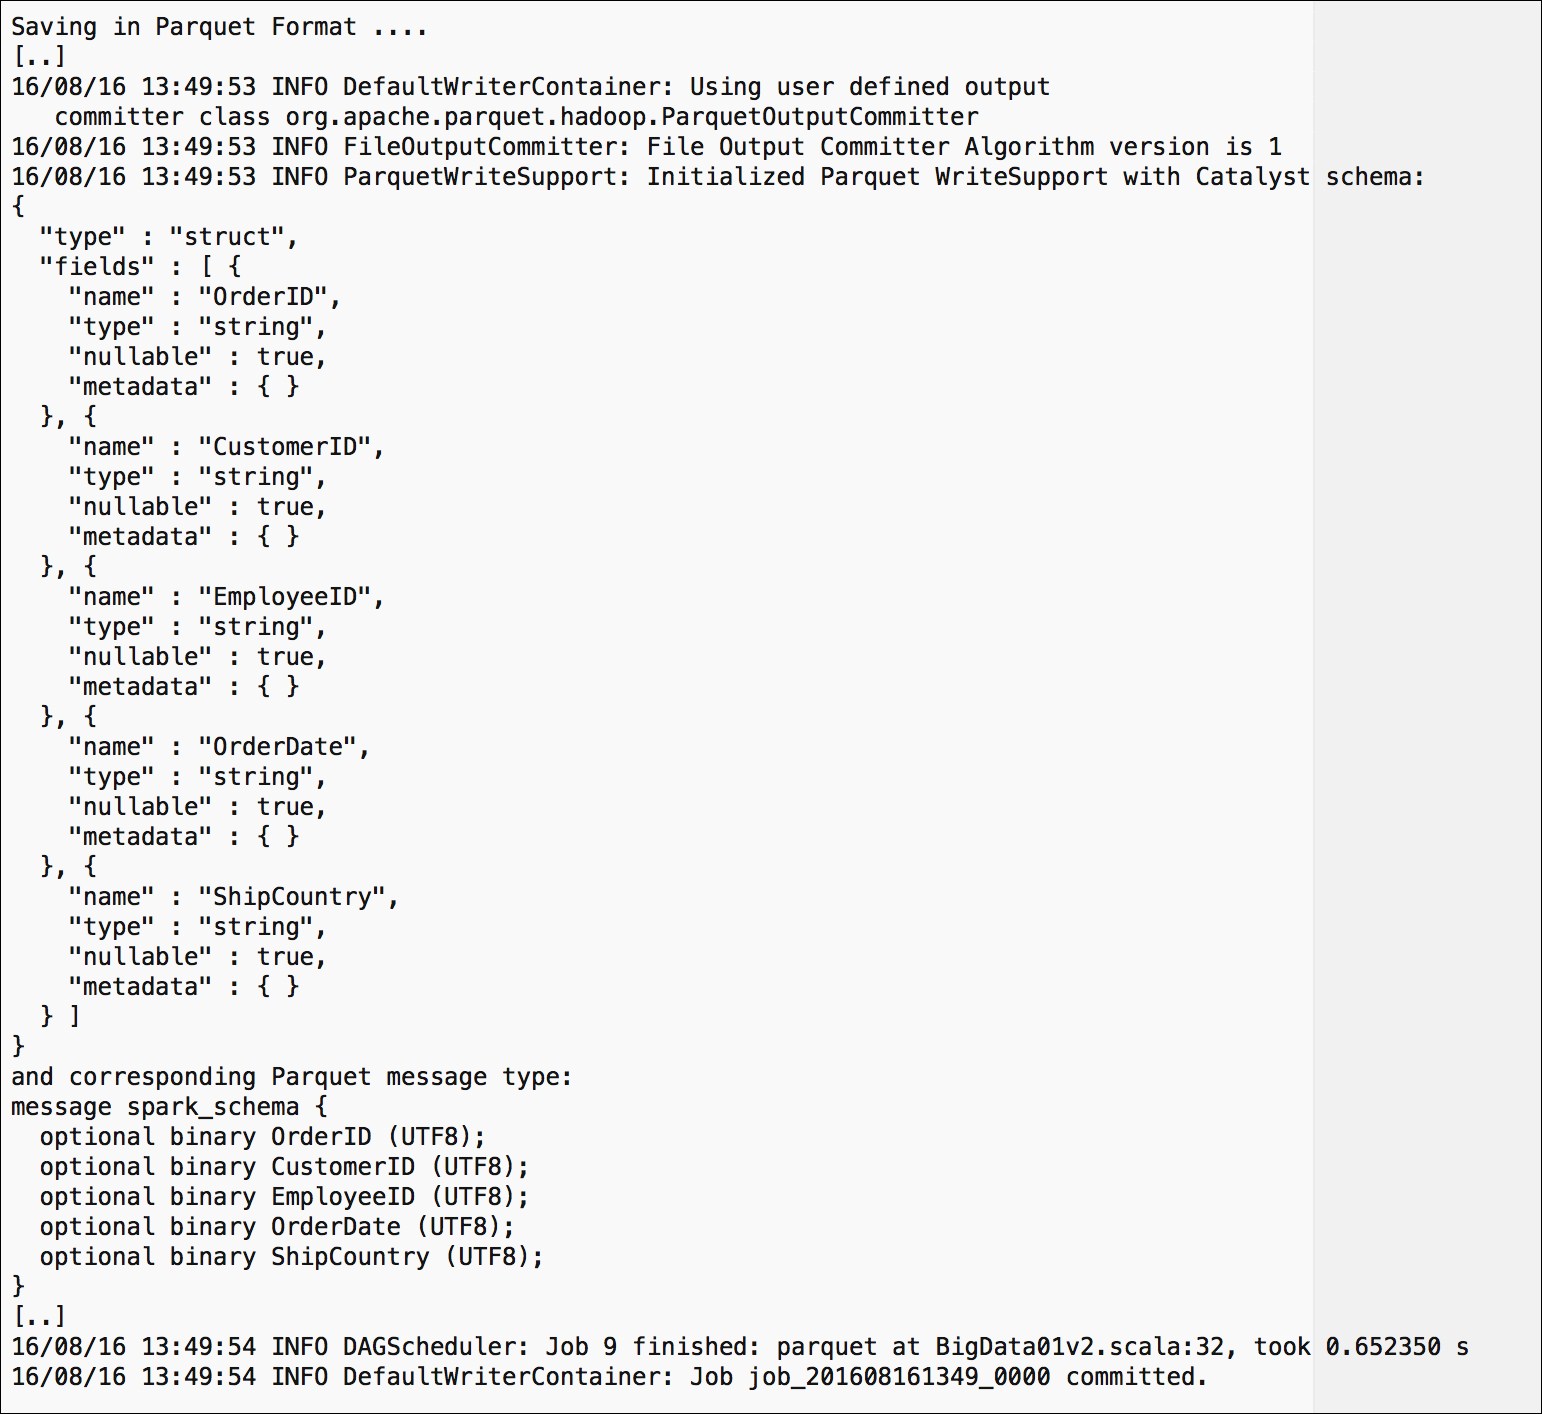 Saving in Parquet Format ....
[..]
16/08/16 13:49:53 INFO DefaultWriterContainer: Using user defined output
   committer class org.apache.parquet.hadoop.ParquetOutputCommitter
16/08/16 13:49:53 INFO FileOutputCommitter: File Output Committer Algorithm version is 1
16/08/16 13:49:53 INFO ParquetWriteSupport: Initialized Parquet WriteSupport with Catalyst schema:
{
  "type" : "struct",
  "fields" : [ {
    "name" : "OrderID",
    "type" : "string",
    "nullable" : true,
    "metadata" : { }
  }, {
    "name" : "CustomerID",
    "type" : "string",
    "nullable" : true,
    "metadata" : { }
  }, {
    "name" : "EmployeeID",
    "type" : "string",
    "nullable" : true,
    "metadata" : { }
  }, {
    "name" : "OrderDate",
    "type" : "string",
    "nullable" : true,
    "metadata" : { }
  }, {
    "name" : "ShipCountry",
    "type" : "string",
    "nullable" : true,
    "metadata" : { }
  } ]
}
and corresponding Parquet message type:
message spark_schema {
  optional binary OrderID (UTF8);
  optional binary CustomerID (UTF8);
  optional binary EmployeeID (UTF8);
  optional binary OrderDate (UTF8);
  optional binary ShipCountry (UTF8);
}
[..]
16/08/16 13:49:54 INFO DAGScheduler: Job 9 finished: parquet at BigData01v2.scala:32, took 0.652350 s
16/08/16 13:49:54 INFO DefaultWriterContainer: Job job_201608161349_0000 committed.